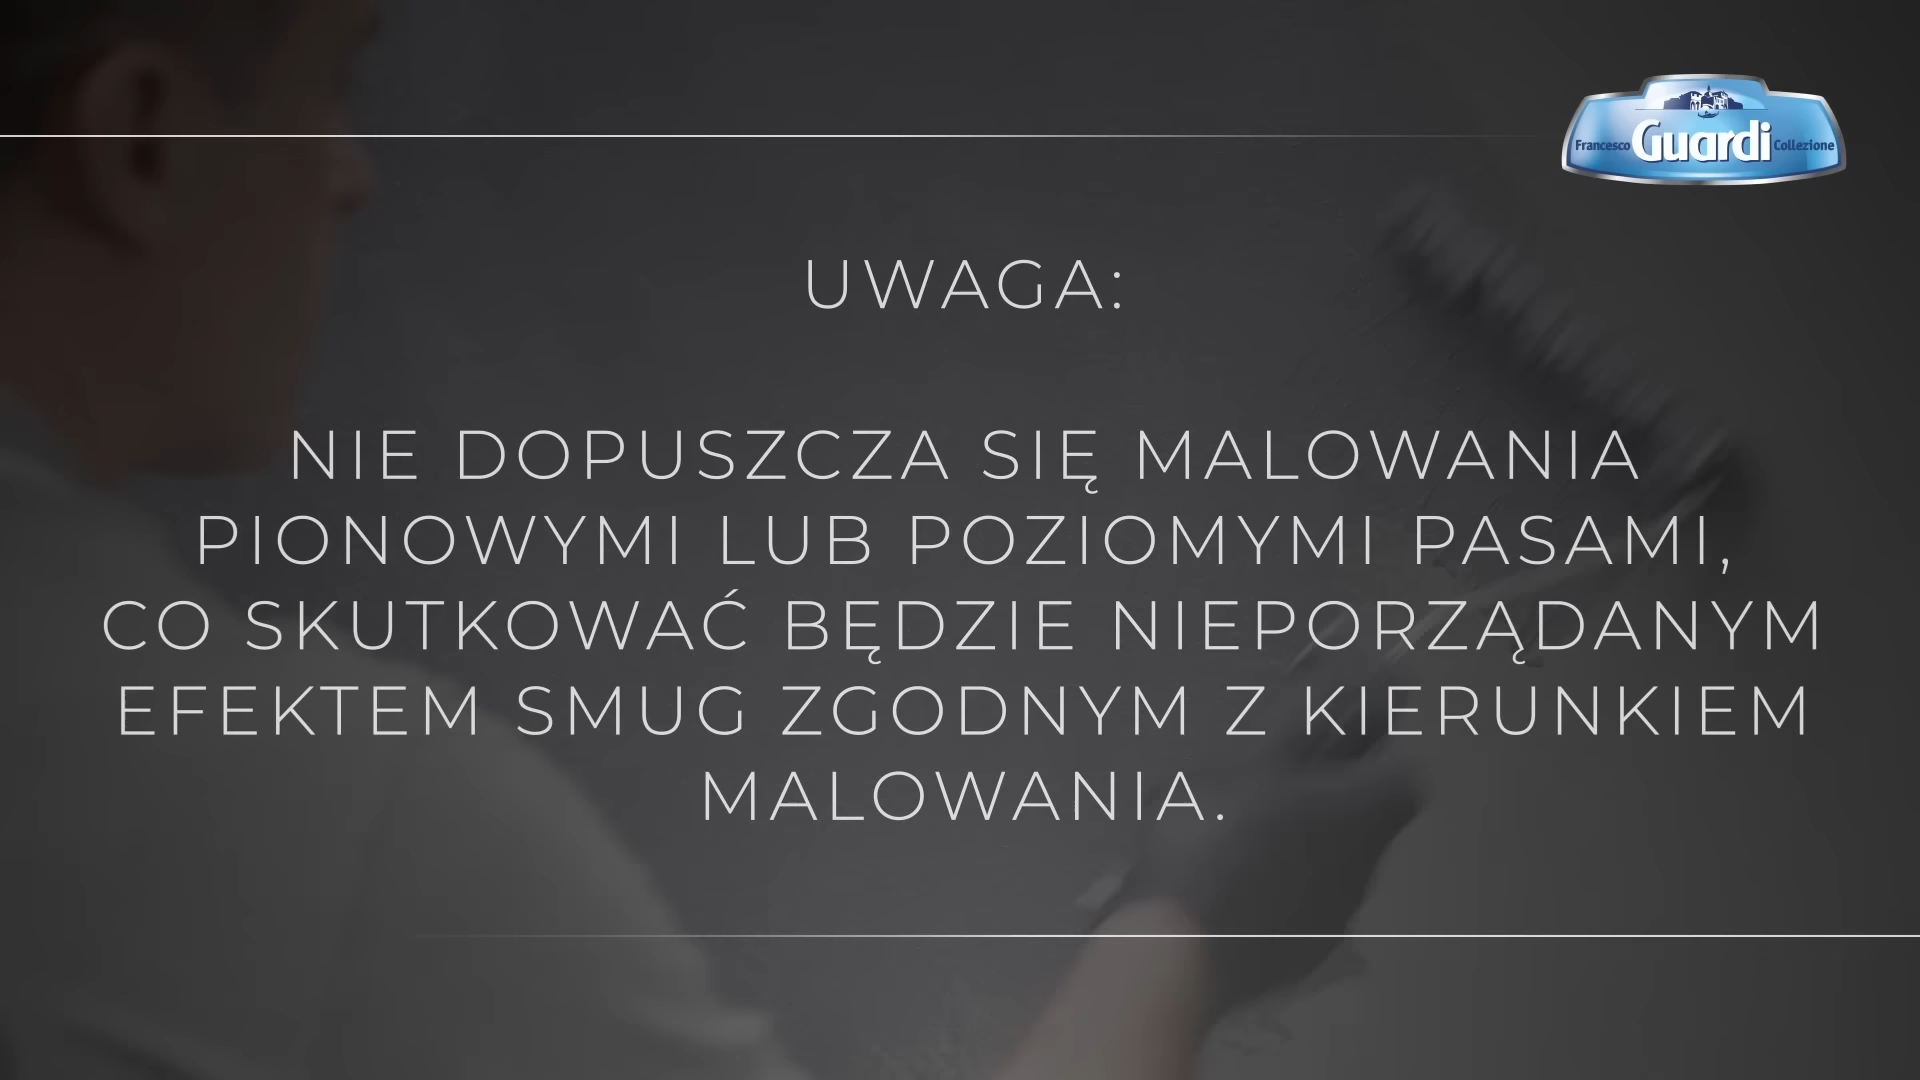 Francesco Guardi Collezione
UWAGA:
NIE DOPUSZCZA SIĘ MALOWANIA
PIONOWYMI LUB POZIOMYMI PASAMI,
CO SKUTKOWAĆ BĘDZIE NIEPORZĄDANYM
EFEKTEM SMUG ZGODNYM Z KIERUNKIEM
MALOWANIA.